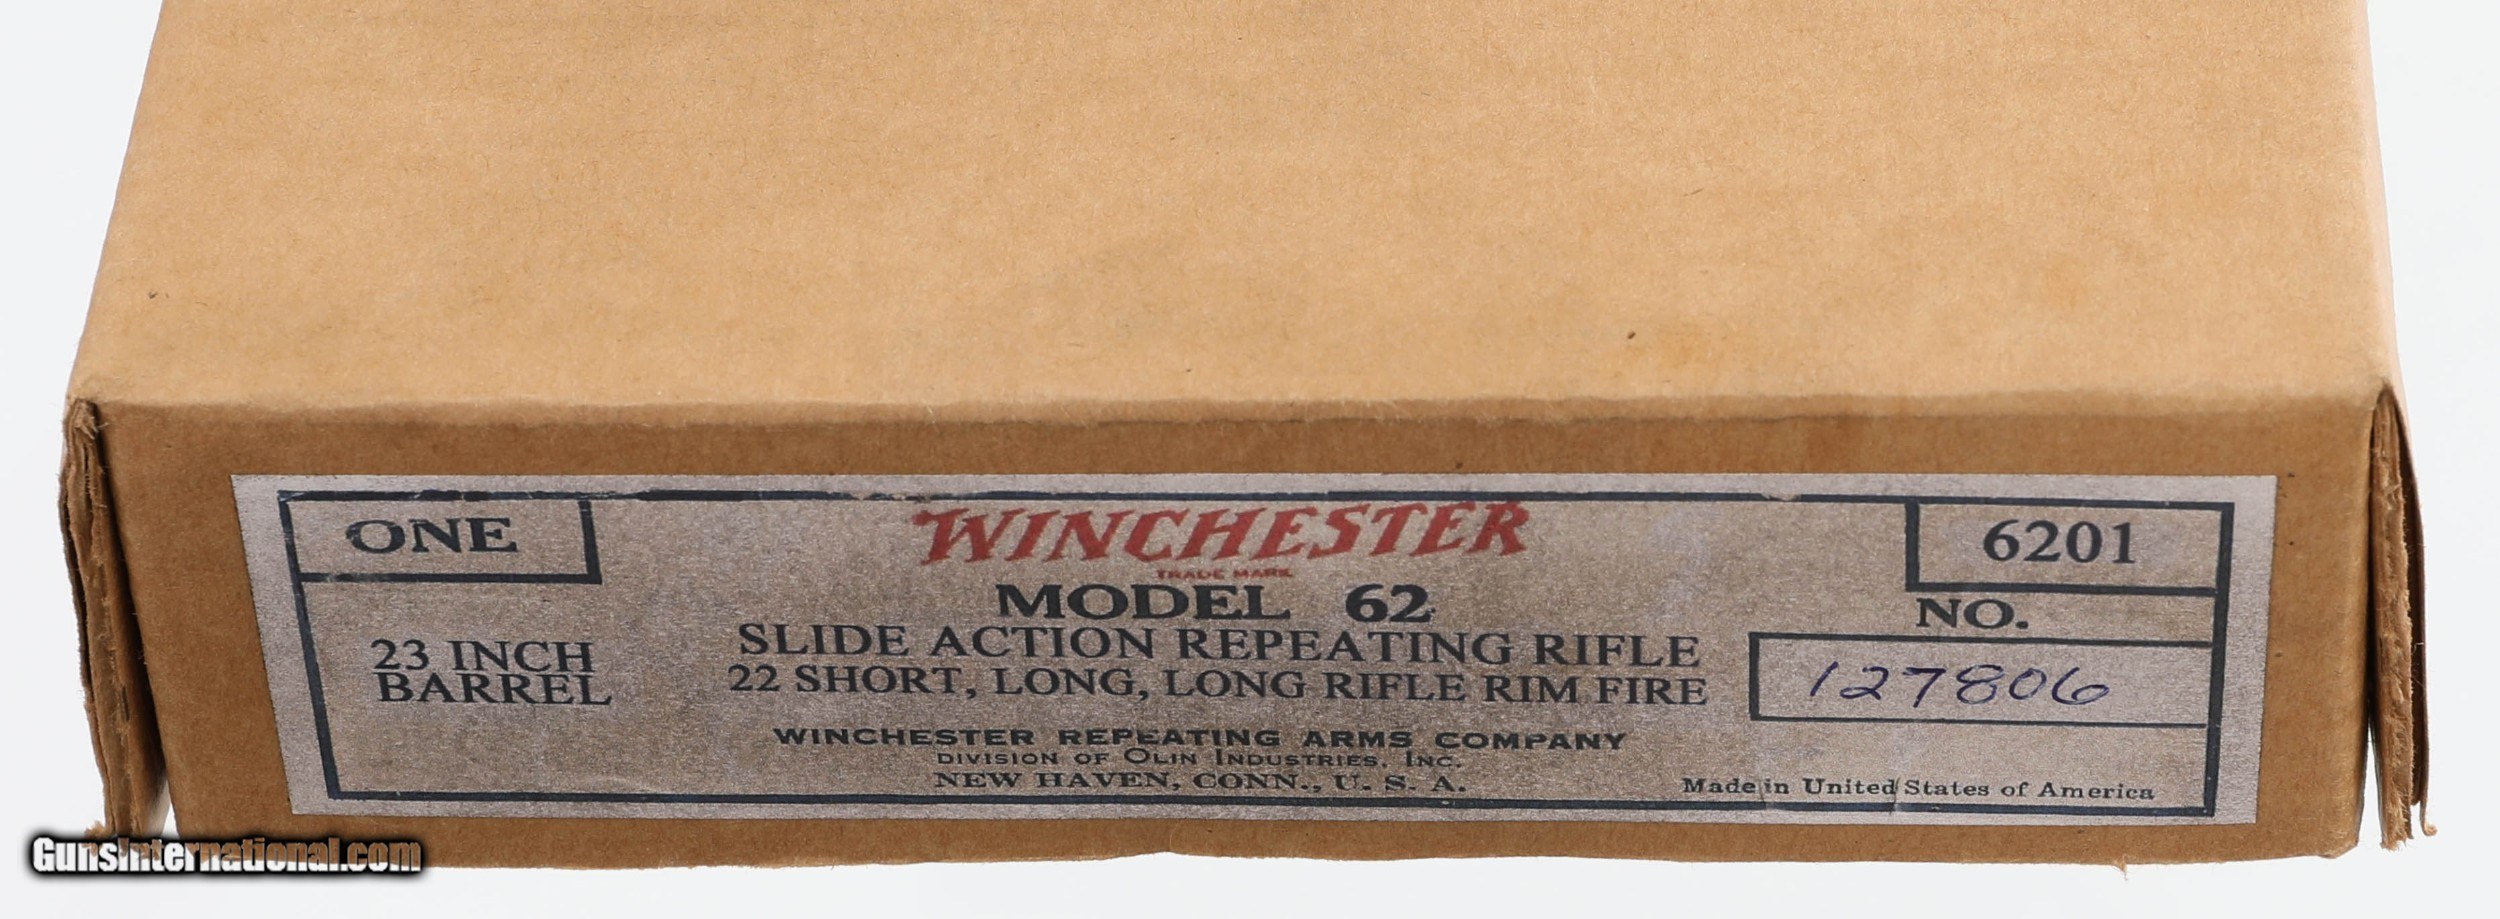 ONE
WINCHESTER
TRADE MARK
6201
MODEL 62
NO.
23 INCH
BARREL
SLIDE ACTION REPEATING RIFLE
22 SHORT, LONG, LONG RIFLE RIM FIRE
127806
WINCHESTER REPEATING ARMS COMPANY
DIVISION OF OLIN INDUSTRIES, INC.
NEW HAVEN, CONN., U. S. A.
Made in United States of America
GunsInternational.com